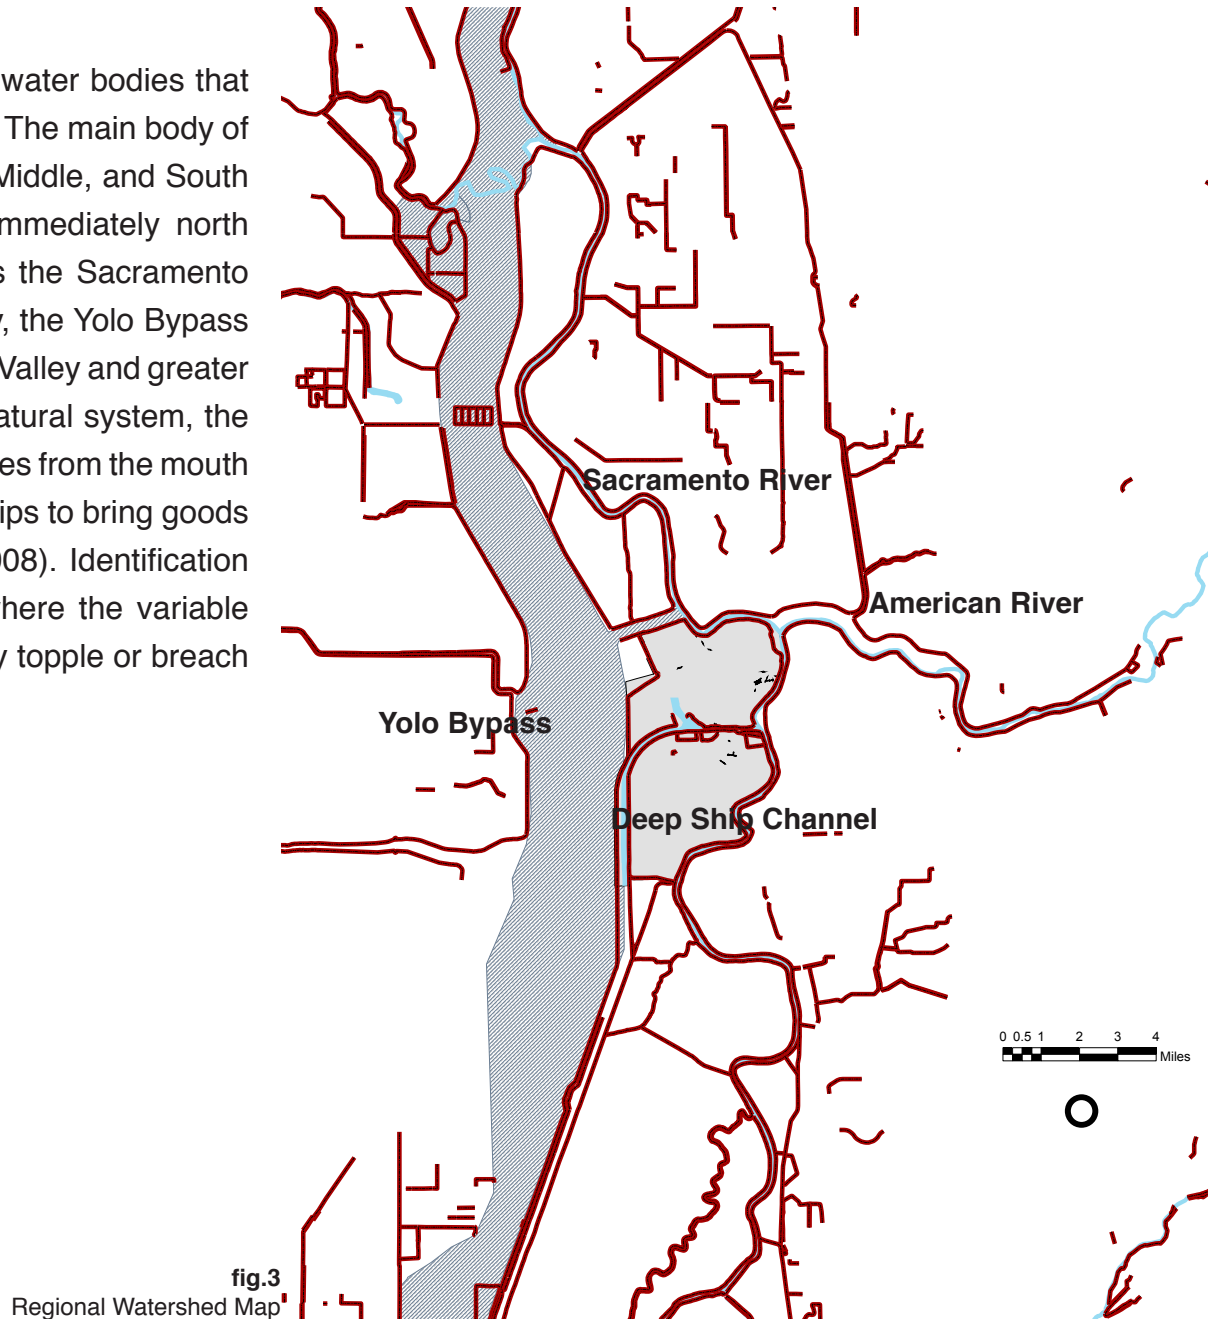 water bodies that
The main body of
Middle, and South
mmediately north
s the Sacramento
, the Yolo Bypass
Valley and greater
atural system, the
es from the mouth
ips to bring goods
08). Identification
here the variable
topple or breach
Sacramento River
American River
Yolo Bypass
Deep Ship Channel
0 0.5 1 2 3 4
Miles
fig.3
Regional Watershed Map